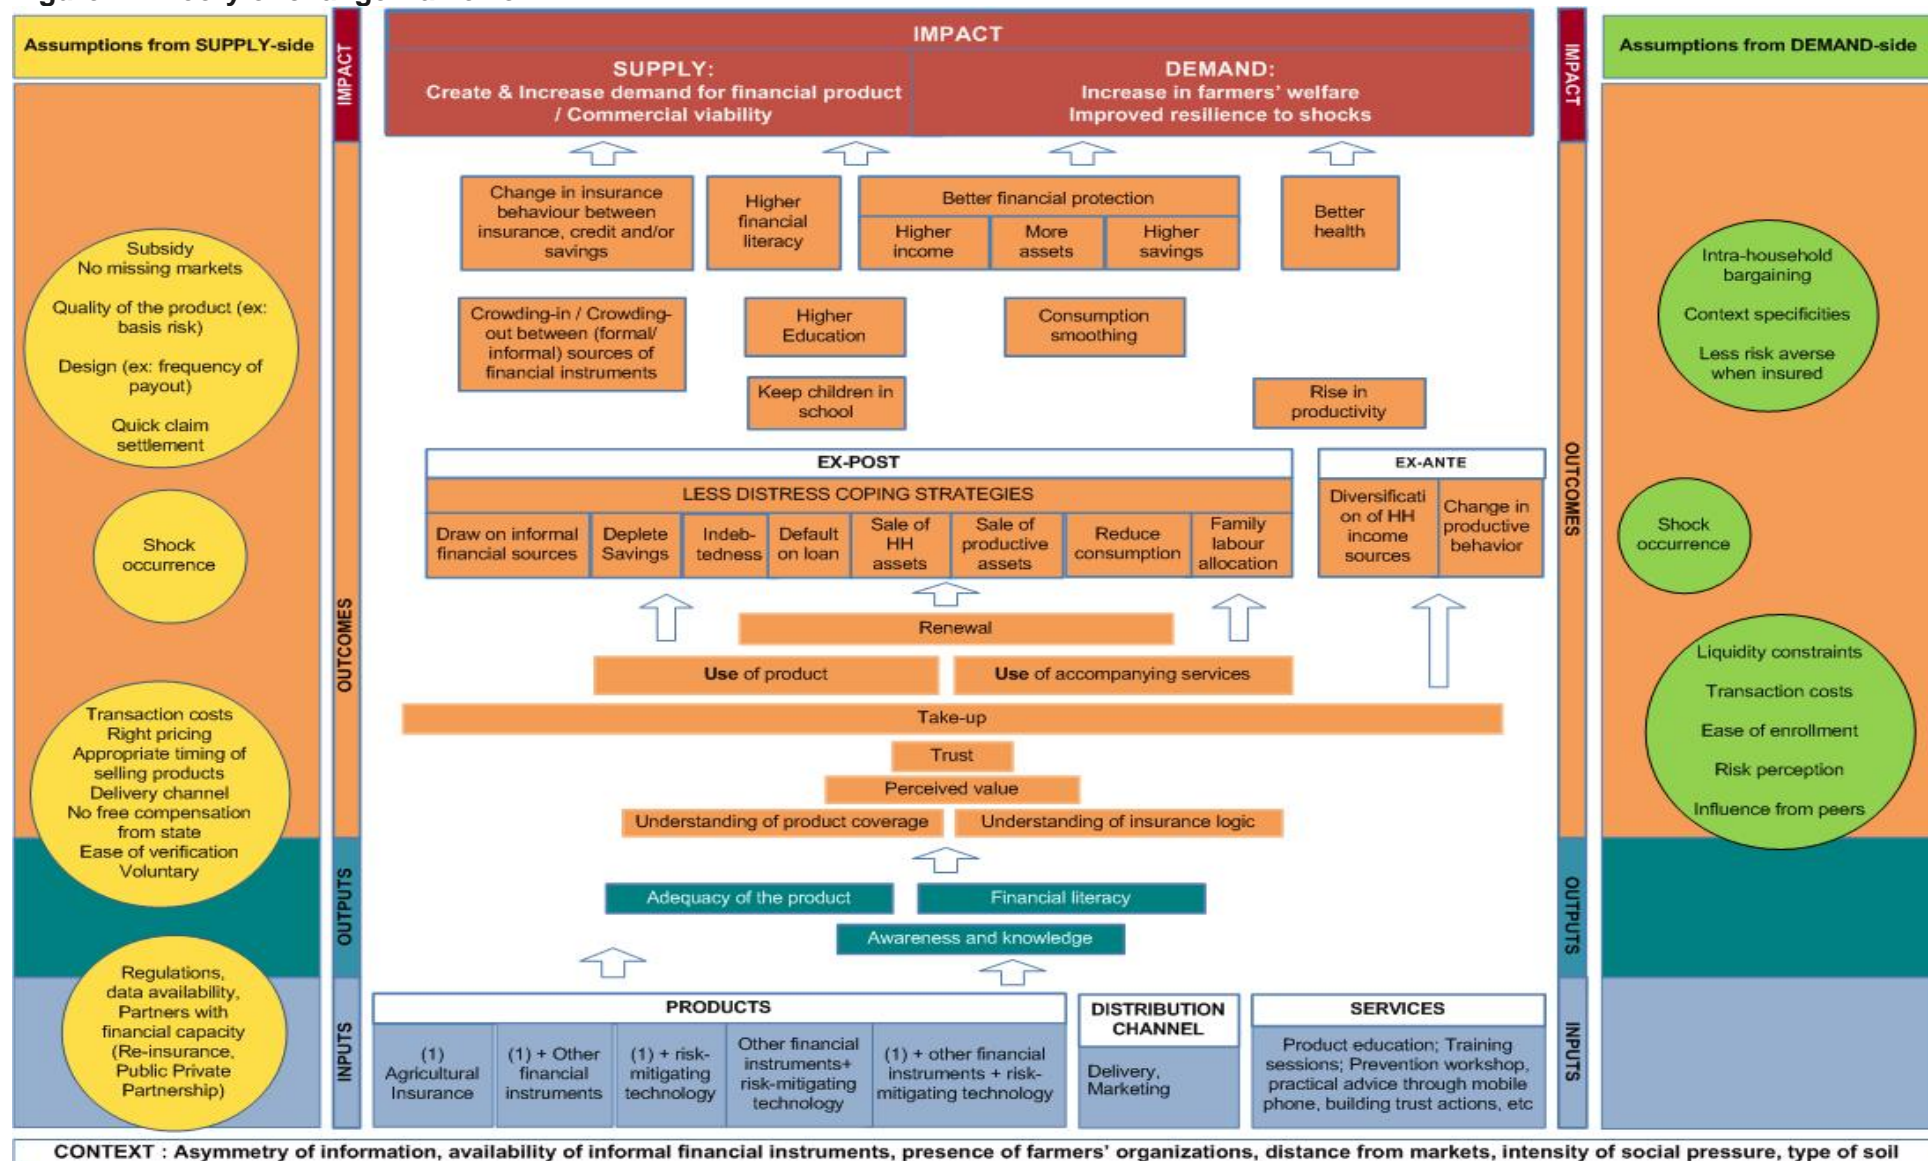 Assumptions from SUPPLY-side
IMPACT
IMPACT
SUPPLY:
Create & Increase demand for financial product
/ Commercial viability
DEMAND:
Increase in farmers' welfare
Improved resilience to shocks
IMPACT
Assumptions from DEMAND-side
Change in insurance
behaviour between
insurance, credit and/or
savings
Higher
financial
literacy
Better financial protection
Higher
income
More
assets
Higher
savings
Better
health
Crowding-in / Crowding-
out between (formal/
informal) sources of
financial instruments
Higher
Education
Consumption
smoothing
Keep children in
school
Rise in
productivity
Subsidy
No missing markets
Quality of the product (ex:
basis risk)
Design (ex: frequency of
payout)
Quick claim
settlement
Intra-household
bargaining
Context specificities
Less risk averse
when insured
EX-POST
LESS DISTRESS COPING STRATEGIES
Draw on informal
financial sources
Deplete
Savings
Indeb-
tedness
Default
on loan
Sale of
HH
assets
Sale of
productive
assets
Reduce
consumption
Family
labour
allocation
EX-ANTE
Diversificati
on of HH
income
sources
Change in
productive
behavior
Shock
occurrence
Shock
occurrence
OUTCOMES
OUTCOMES
Renewal
Use of product
Use of accompanying services
Take-up
Trust
Perceived value
Understanding of product coverage
Understanding of insurance logic
Transaction costs
Right pricing
Appropriate timing of
selling products
Delivery channel
No free compensation
from state
Ease of verification
Voluntary
Liquidity constraints
Transaction costs
Ease of enrollment
Risk perception
Influence from peers
OUTPUTS
Adequacy of the product
Financial literacy
Awareness and knowledge
OUTPUTS
Regulations,
data availability,
Partners with
financial capacity
(Re-insurance,
Public Private
Partnership)
INPUTS
PRODUCTS
(1)
Agricultural
Insurance
(1) + Other
financial
instruments
(1) + risk-
mitigating
technology
Other financial
instruments+
risk-mitigating
technology
(1) + other financial
instruments + risk-
mitigating technology
DISTRIBUTION
CHANNEL
Delivery,
Marketing
SERVICES
Product education; Training
sessions; Prevention workshop,
practical advice through mobile
phone, building trust actions, etc
INPUTS
CONTEXT : Asymmetry of information, availability of informal financial instruments, presence of farmers' organizations, distance from markets, intensity of social pressure, type of soil